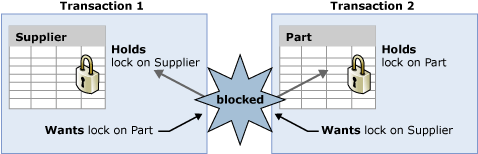 Transaction 1
Supplier
Holds
lock on Supplier
Wants lock on Part
blocked
Transaction 2
Part
Holds
lock on Part
Wants lock on Supplier